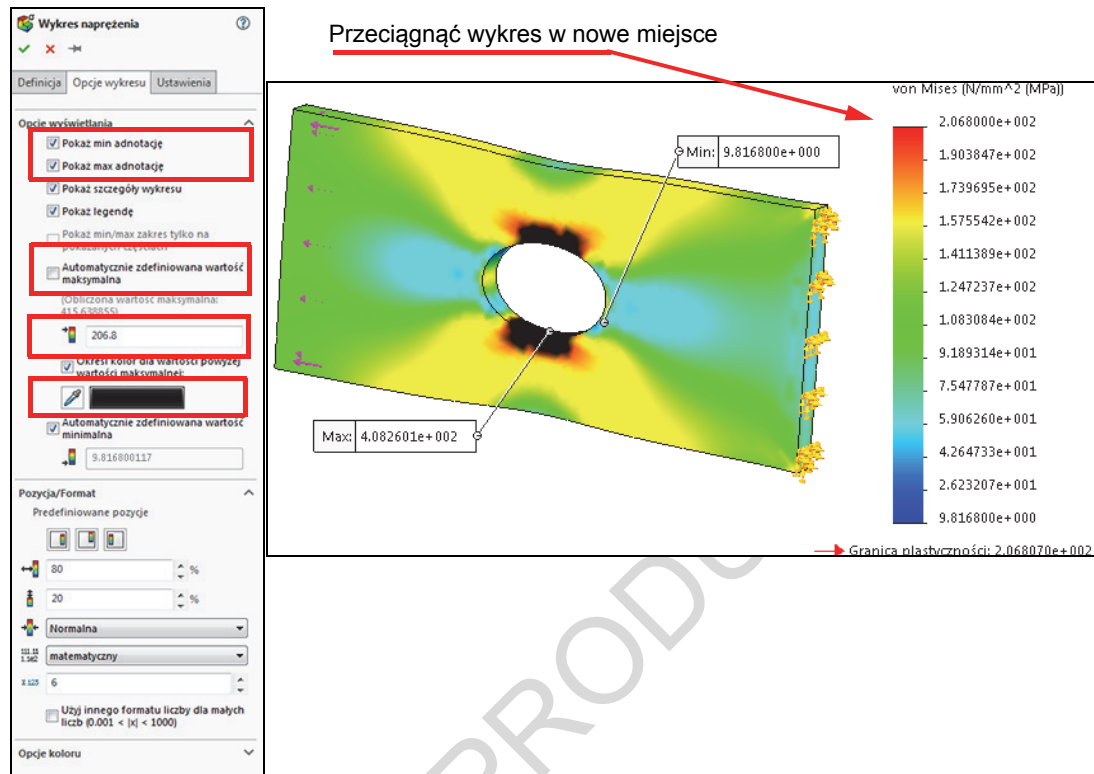 Wykres naprężenia
Definicja Opcje wykresu Ustawienia
Opcje wyświetlania
Pokaż min adnotację
Pokaż max adnotację
Pokaż szczegóły wykresu
Pokaż legendę
Pokaż min/max zakres tylko na
pokazanych częściach
Automatycznie zdefiniowana wartość
maksymalna
(Obliczona wartość maksymalna:
415.638855)
206.8
Określ kolor dla wartości powyżej
wartości maksymalnej:
Automatycznie zdefiniowana wartość
minimalna
9.816800117
Pozycja/Format
Predefiniowane pozycje
80 %
20 %
Normalna
matematyczny
x.123 6
Użyj innego formatu liczby dla małych
liczb (0.001 < |x| < 1000)
Opcje koloru
Przeciągnąć wykres w nowe miejsce
von Mises (N/mm^2 (MPa))
2.068000e+002
1.903847e+002
1.739695e+002
1.575542e+002
1.411389e+002
1.247237e+002
1.083084e+002
9.189314e+001
7.547787e+001
5.906260e+001
4.264733e+001
2.623207e+001
9.816800e+000
Granica plastyczności: 2.068070e+002
Min: 9.816800e+000
Max: 4.082601e+002